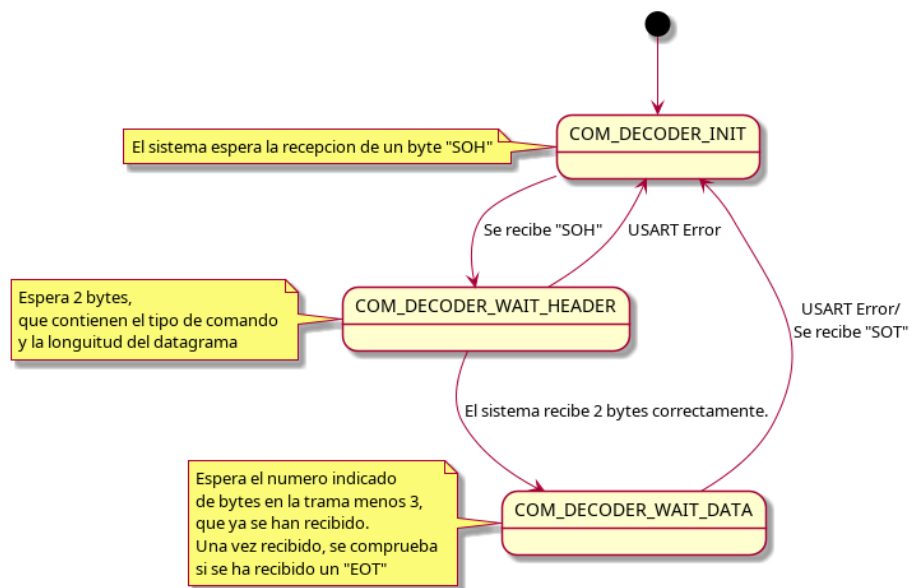 COM_DECODER_INIT
El sistema espera la recepcion de un byte "SOH"
Se recibe "SOH"
USART Error
Espera 2 bytes,
que contienen el tipo de comando
y la longuitud del datagrama
COM_DECODER_WAIT_HEADER
USART Error/
Se recibe "SOT"
El sistema recibe 2 bytes correctamente.
Espera el numero indicado
de bytes en la trama menos 3,
que ya se han recibido.
Una vez recibido, se comprueba
si se ha recibido un "EOT"
COM_DECODER_WAIT_DATA